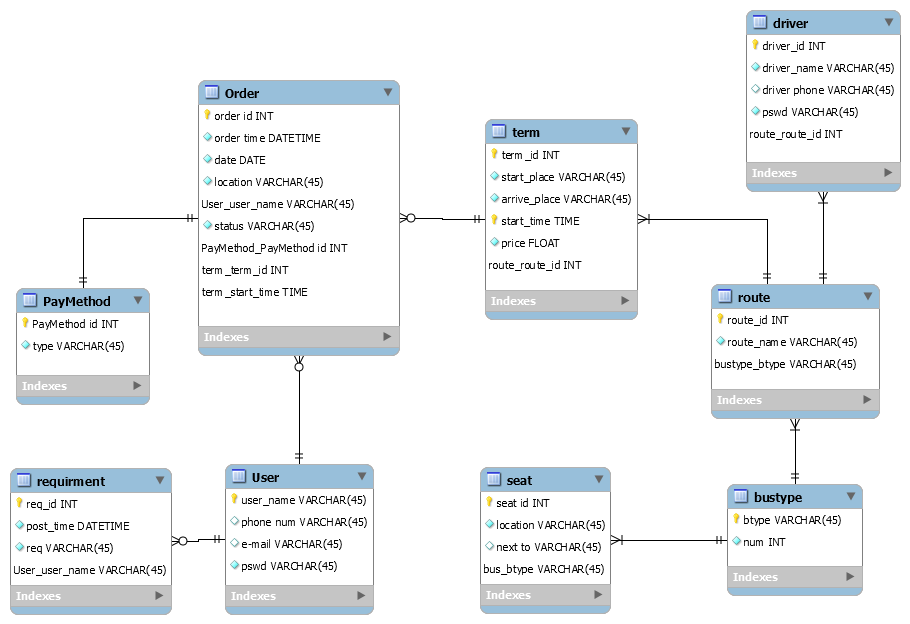 driver
driver_id INT
driver_name VARCHAR(45)
driver phone VARCHAR(45)
pswd VARCHAR(45)
route_route_id INT
Indexes
Order
order id INT
order time DATETIME
date DATE
location VARCHAR(45)
User_user_name VARCHAR(45)
status VARCHAR(45)
PayMethod_PayMethod id INT
term_term_id INT
term_start_time TIME
Indexes
term
term_id INT
start_place VARCHAR(45)
arrive_place VARCHAR(45)
start_time TIME
price FLOAT
route_route_id INT
Indexes
PayMethod
PayMethod id INT
type VARCHAR(45)
Indexes
route
route_id INT
route_name VARCHAR(45)
bustype_btype VARCHAR(45)
Indexes
requirment
req_id INT
post_time DATETIME
req VARCHAR(45)
User_user_name VARCHAR(45)
Indexes
User
user_name VARCHAR(45)
phone num VARCHAR(45)
e-mail VARCHAR(45)
pswd VARCHAR(45)
Indexes
seat
seat id INT
location VARCHAR(45)
next to VARCHAR(45)
bus_btype VARCHAR(45)
Indexes
bustype
btype VARCHAR(45)
num INT
Indexes